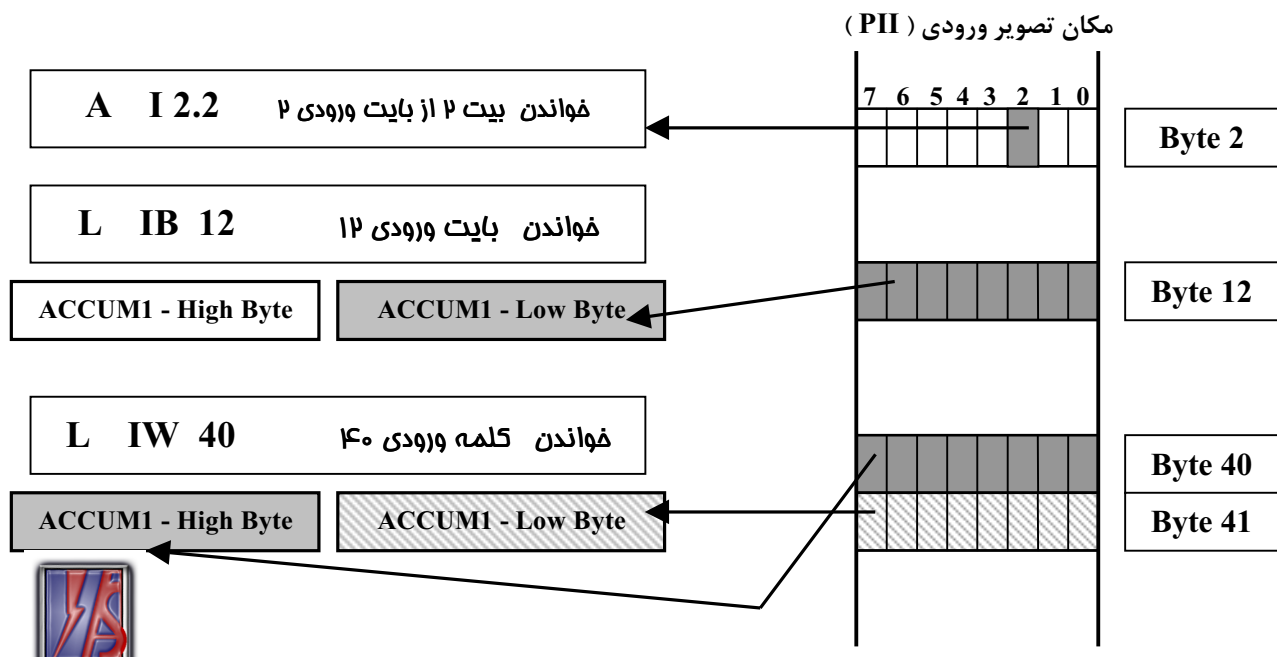 مکان تصویر ورودی ( PII )
7 6 5 4 3 2 1 0
A I 2.2 خواندن بیت ۲ از بایت ورودی ۲
Byte 2
L IB 12 خواندن بایت ورودی ۱۲
ACCUM1 - High Byte
ACCUM1 - Low Byte
Byte 12
L IW 40 خواندن کلمه ورودی ۴۰
Byte 40
ACCUM1 - High Byte
ACCUM1 - Low Byte
Byte 41